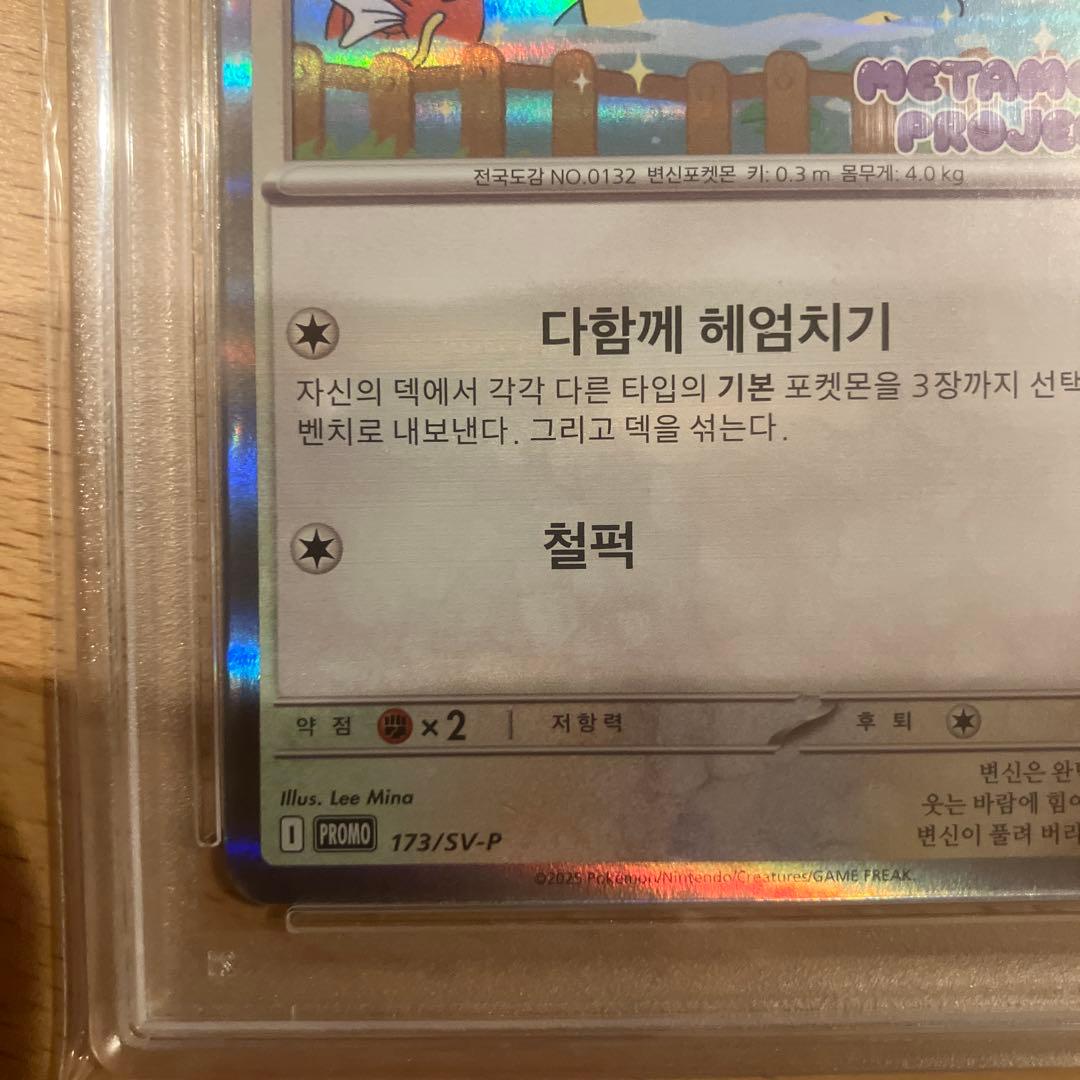 METAM
PROJE
전국도감 NO.0132 변신포켓몬 키: 0.3 m 몸무게: 4.0 kg
다함께 헤엄치기
자신의 덱에서 각각 다른 타입의 기본 포켓몬을 3장까지 선택
벤치로 내보낸다. 그리고 덱을 섞는다.
철퍽
약점 ×2 저항력 후퇴
변신은 완벽
웃는 바람에 힘이
변신이 풀려 버리
Illus. Lee Mina
I PROMO 173/SV-P
©2025 Pokémon/Nintendo/Creatures/GAME FREAK.